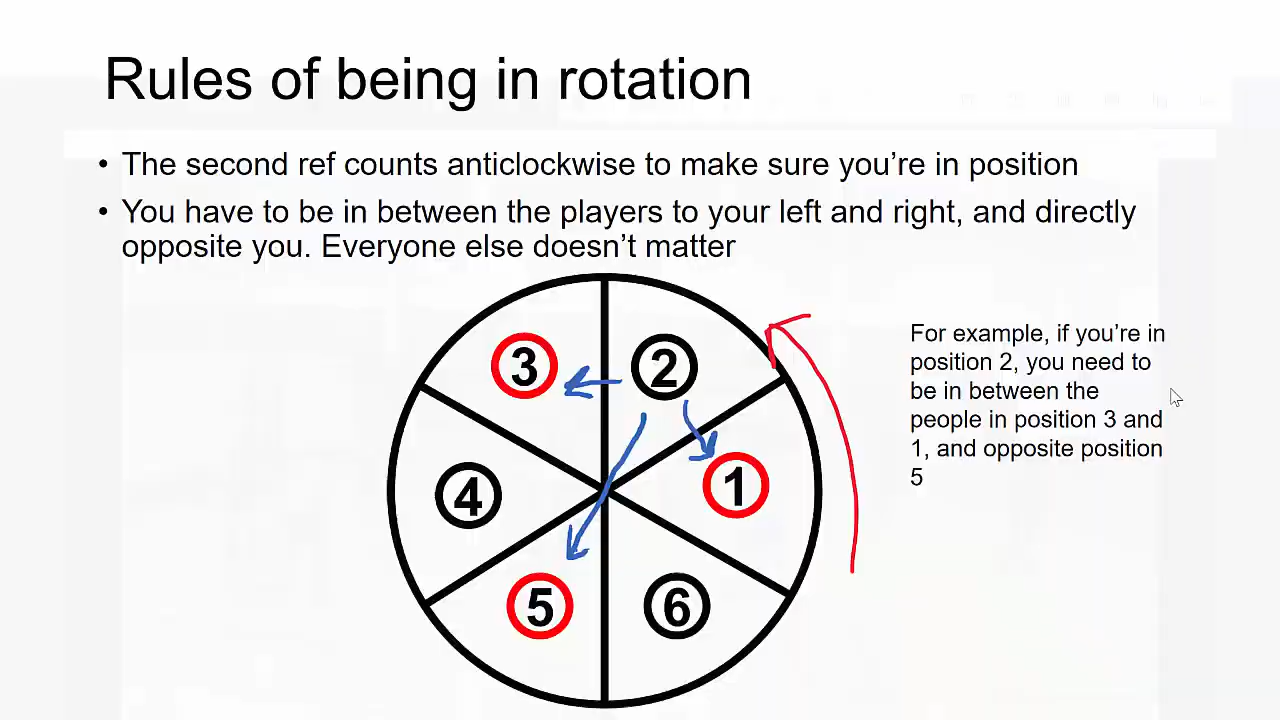 Rules of being in rotation
• The second ref counts anticlockwise to make sure you’re in position
• You have to be in between the players to your left and right, and directly
opposite you. Everyone else doesn’t matter
For example, if you’re in
position 2, you need to
be in between the
people in position 3 and
1, and opposite position
5
3
2
4
1
5
6